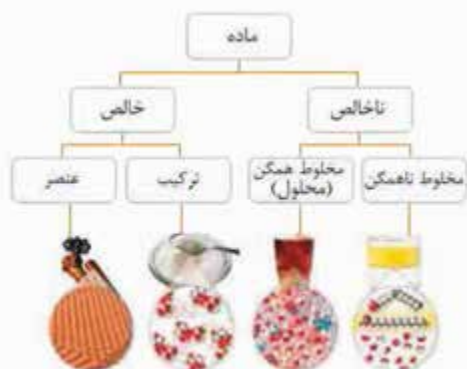 ماده
ناخالص
خالص
مخلوط ناهمگن
مخلوط همگن
(محلول)
ترکیب
عنصر